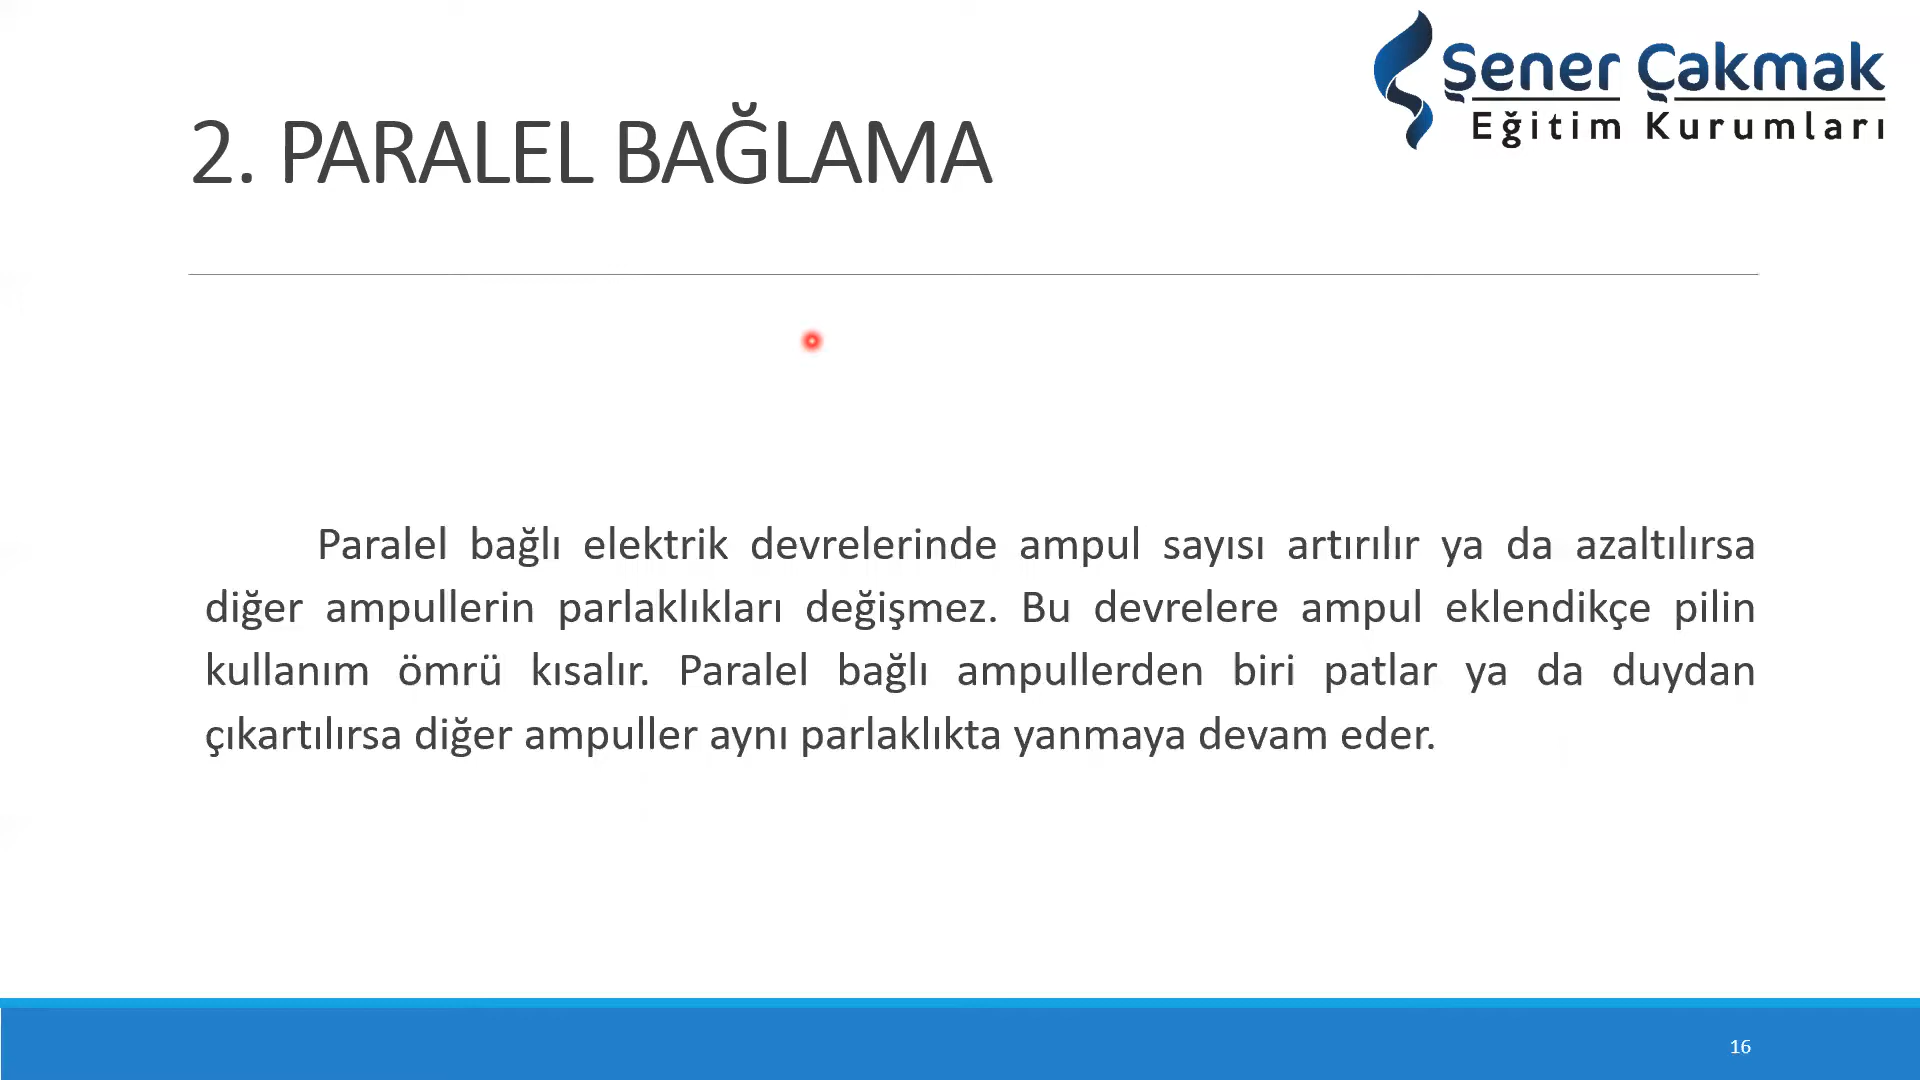 Şener Çakmak
Eğitim Kurumları
2. PARALEL BAĞLAMA
Paralel bağlı elektrik devrelerinde ampul sayısı artırılır ya da azaltılırsa
diğer ampullerin parlaklıkları değişmez. Bu devrelere ampul eklendikçe pilin
kullanım ömrü kısalır. Paralel bağlı ampullerden biri patlar ya da duydan
çıkartılırsa diğer ampuller aynı parlaklıkta yanmaya devam eder.
16